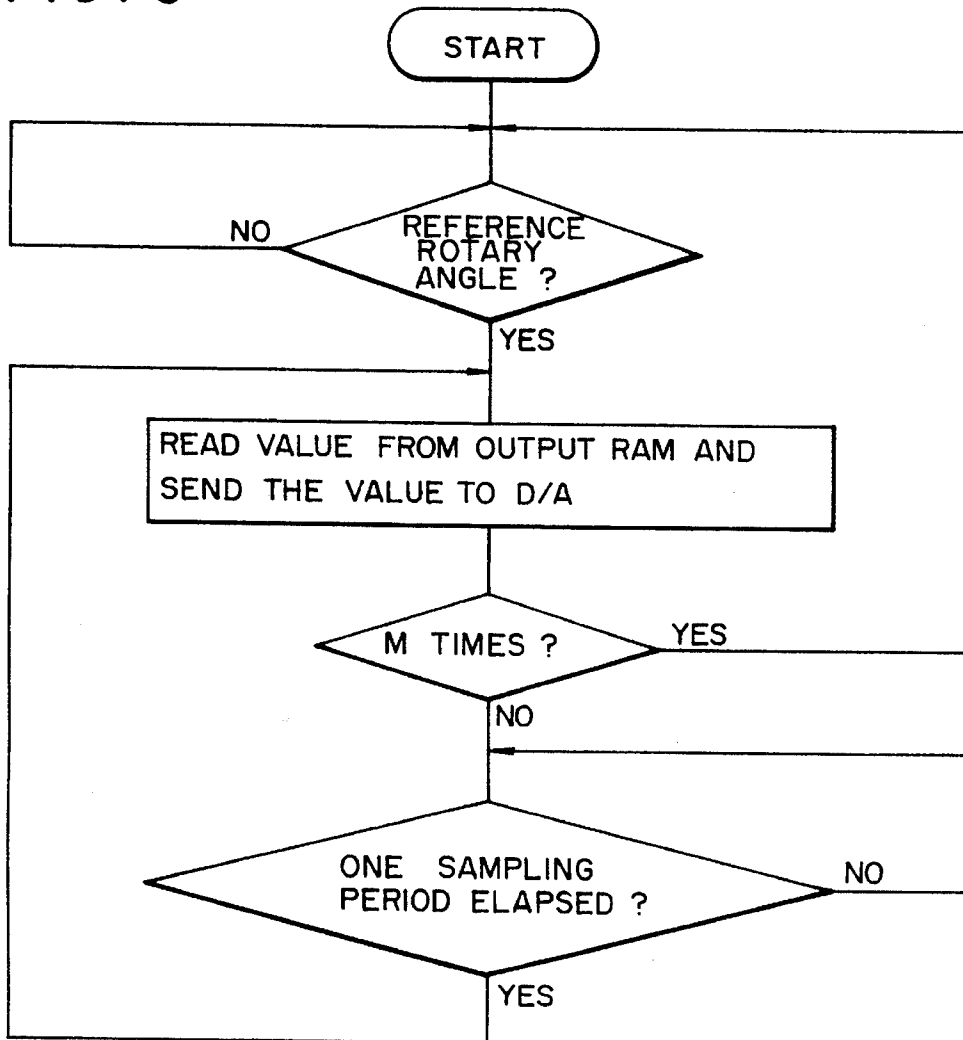 START
NO
REFERENCE
ROTARY
ANGLE ?
YES
READ VALUE FROM OUTPUT RAM AND
SEND THE VALUE TO D/A
M TIMES ?
YES
NO
ONE SAMPLING
PERIOD ELAPSED ?
NO
YES